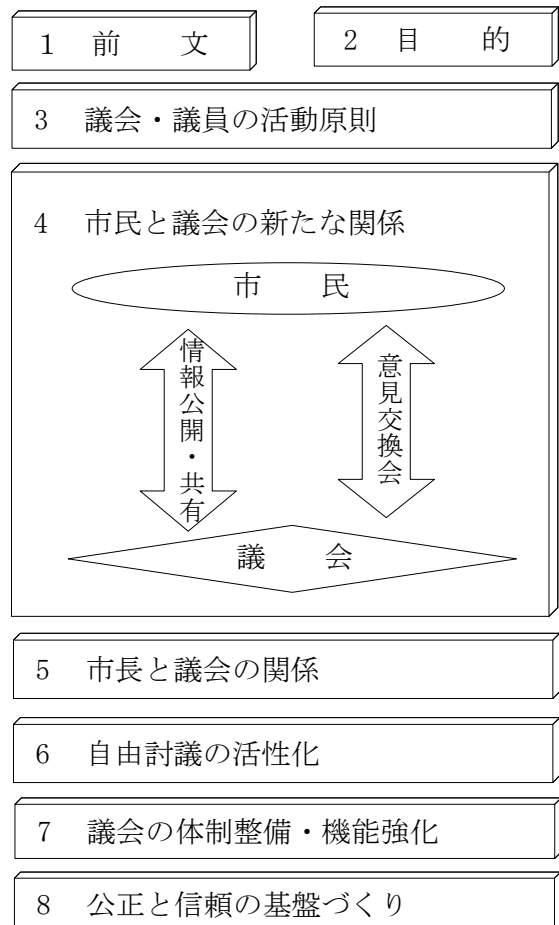 1 前 文
2 目 的
3 議会・議員の活動原則
4 市民と議会の新たな関係
市 民
情報公開・共有
意見交換会
議 会
5 市長と議会の関係
6 自由討議の活性化
7 議会の体制整備・機能強化
8 公正と信頼の基盤づくり